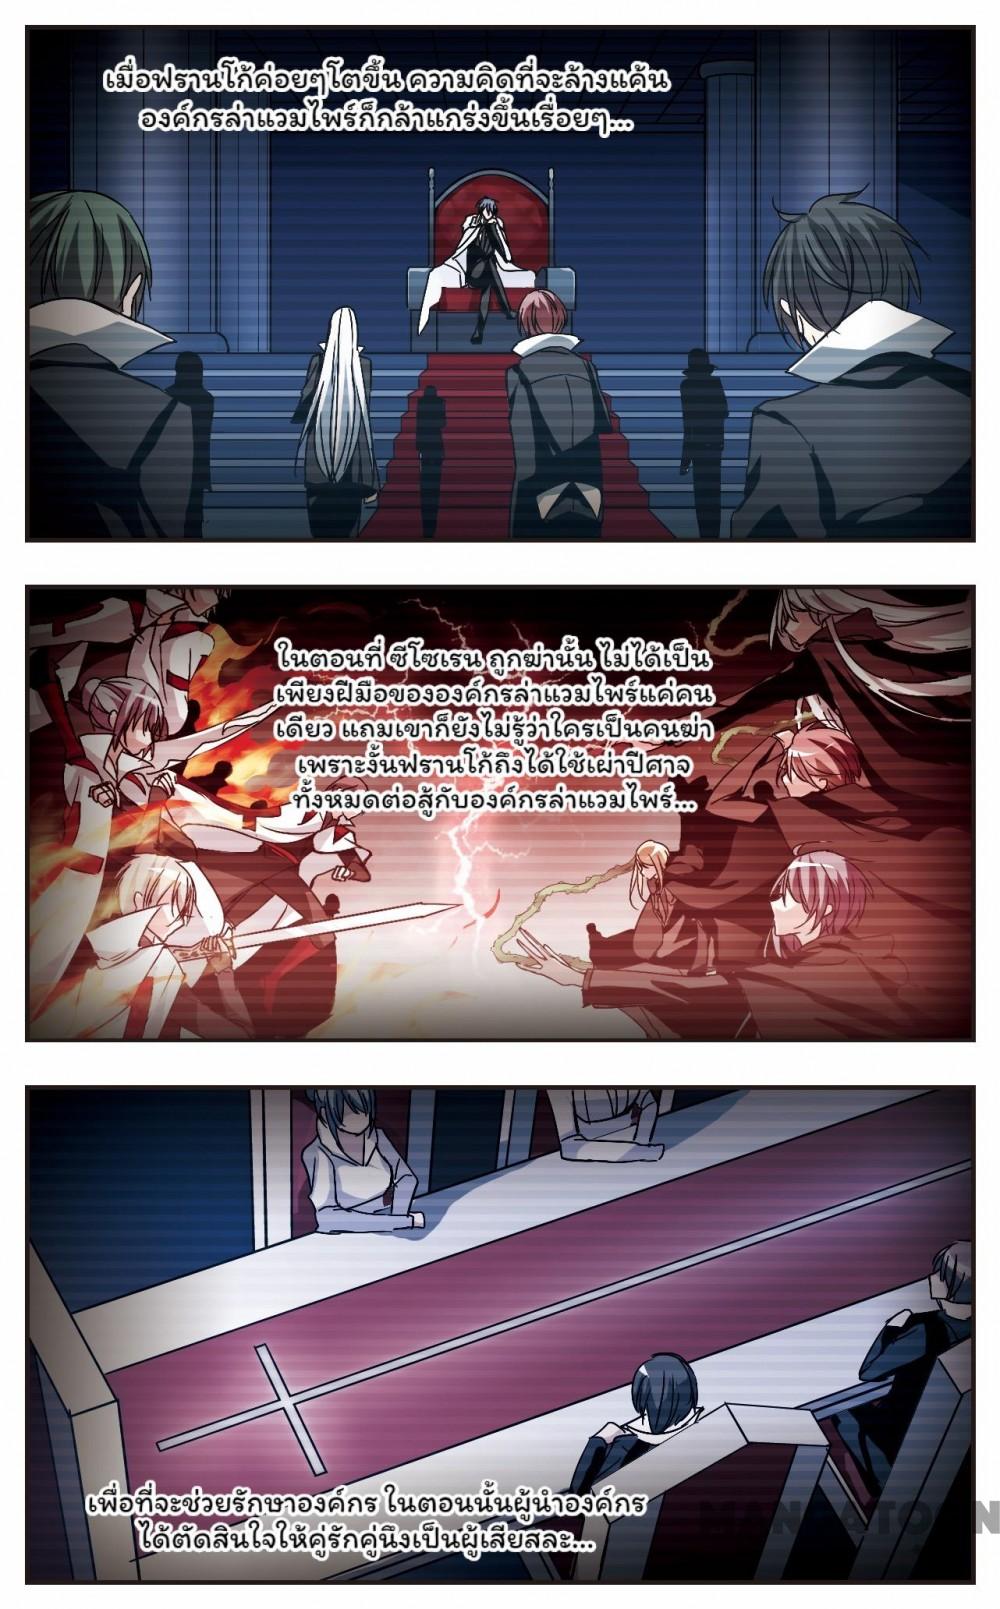 เมื่อฟรานโก้ค่อยๆโตขึ้น ความคิดที่จะล้างแค้น
องค์กรล่าแวมไพร์ก็กล้าแกร่งขึ้นเรื่อยๆ...
ในตอนที่ ซีโซเรน ถูกฆ่านั้น ไม่ได้เป็น
เพียงฝีมือขององค์กรล่าแวมไพร์แค่คน
เดียว แถมเขาก็ยังไม่รู้ว่าใครเป็นคนฆ่า
เพราะงั้นฟรานโก้ถึงได้ใช้เผ่าปีศาจ
ทั้งหมดต่อสู้กับองค์กรล่าแวมไพร์...
เพื่อที่จะช่วยรักษาองค์กร ในตอนนั้นผู้นำองค์กร
ได้ตัดสินใจให้คู่รักคู่นึงเป็นผู้เสียสละ...
MANGATOON